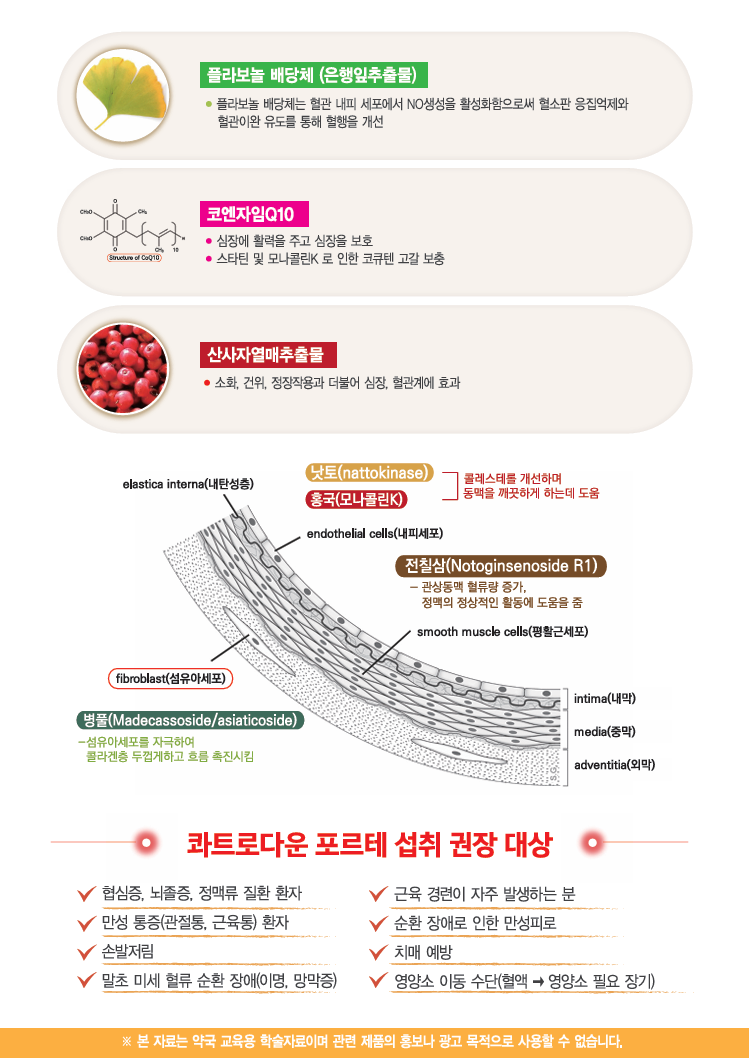 플라보놀 배당체 (은행잎추출물)
• 플라보놀 배당체는 혈관 내피 세포에서 NO생성을 활성화함으로써 혈소판 응집억제와
혈관이완 유도를 통해 혈행을 개선
O
CH₃O
CH₃
CH₃O
O
CH₃
10
H
Structure of CoQ10
코엔자임Q10
• 심장에 활력을 주고 심장을 보호
• 스타틴 및 모나콜린K 로 인한 코큐텐 고갈 보충
산사자열매추출물
• 소화, 건위, 정장작용과 더불어 심장, 혈관계에 효과
낫토(nattokinase)
홍국(모나콜린K)
콜레스테롤 개선하며
동맥을 깨끗하게 하는데 도움
elastica interna(내탄성층)
endothelial cells(내피세포)
전칠삼(Notoginsenoside R1)
– 관상동맥 혈류량 증가,
정맥의 정상적인 활동에 도움을 줌
smooth muscle cells(평활근세포)
fibroblast(섬유아세포)
병풀(Madecassoside/asiaticoside)
–섬유아세포를 자극하여
콜라겐층 두껍게하고 흐름 촉진시킴
intima(내막)
media(중막)
adventitia(외막)
S.G.
콰트로다운 포르테 섭취 권장 대상
협심증, 뇌졸증, 정맥류 질환 환자
만성 통증(관절통, 근육통) 환자
손발저림
말초 미세 혈류 순환 장애(이명, 망막증)
근육 경련이 자주 발생하는 분
순환 장애로 인한 만성피로
치매 예방
영양소 이동 수단(혈액 ➡ 영양소 필요 장기)
※ 본 자료는 약국 교육용 학술자료이며 관련 제품의 홍보나 광고 목적으로 사용할 수 없습니다.